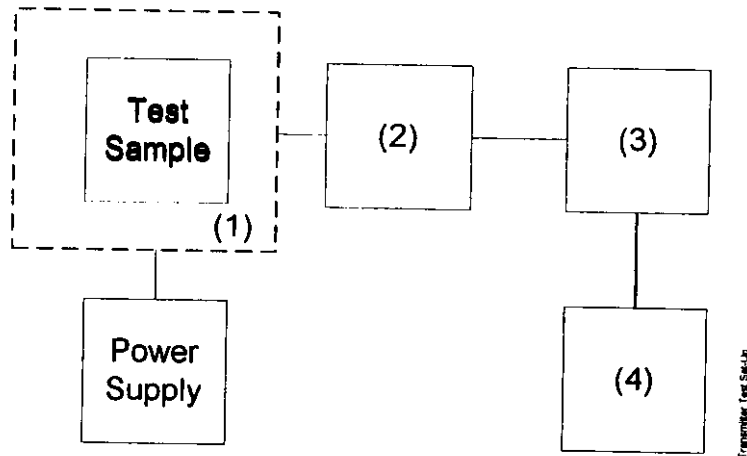 Test
Sample
(1)
(2)
(3)
Power
Supply
(4)
Transmitter Test Set-Up